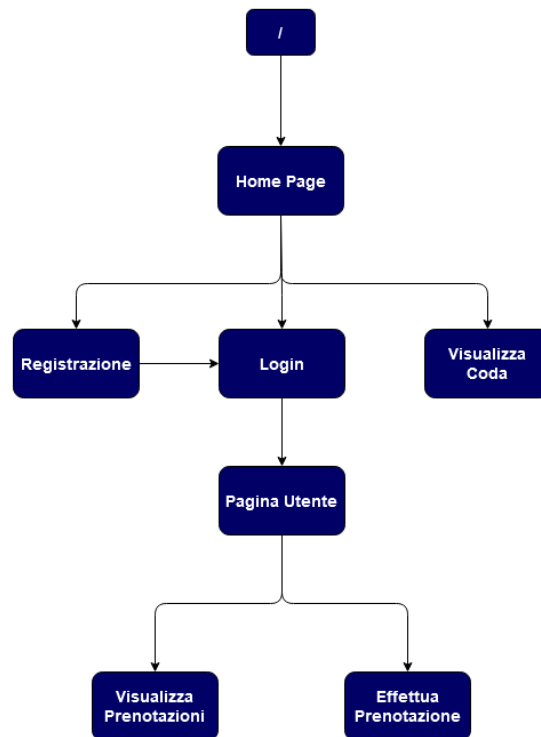 /
Home Page
Registrazione
Login
Visualizza
Coda
Pagina Utente
Visualizza
Prenotazioni
Effettua
Prenotazione